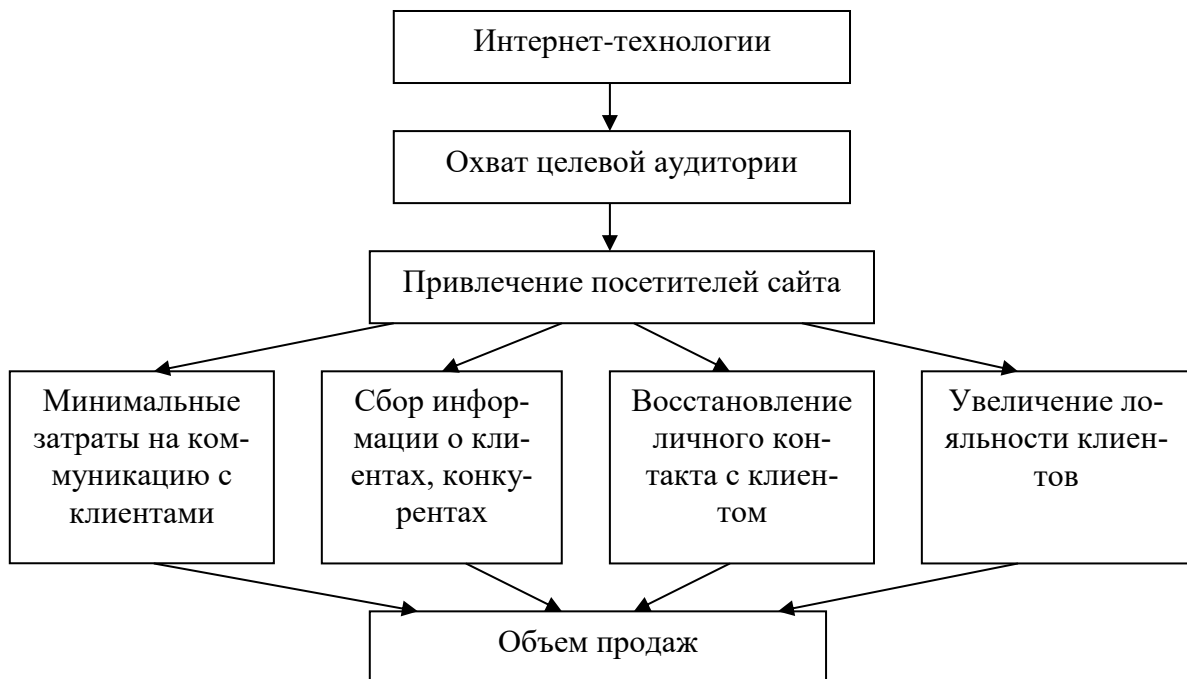 Интернет-технологии
Охват целевой аудитории
Привлечение посетителей сайта
Минимальные
затраты на ком-
муникацию с
клиентами
Сбор инфор-
мации о кли-
ентах, конку-
рентах
Восстановление
личного кон-
такта с клиен-
том
Увеличение ло-
яльности клиен-
тов
Объем продаж